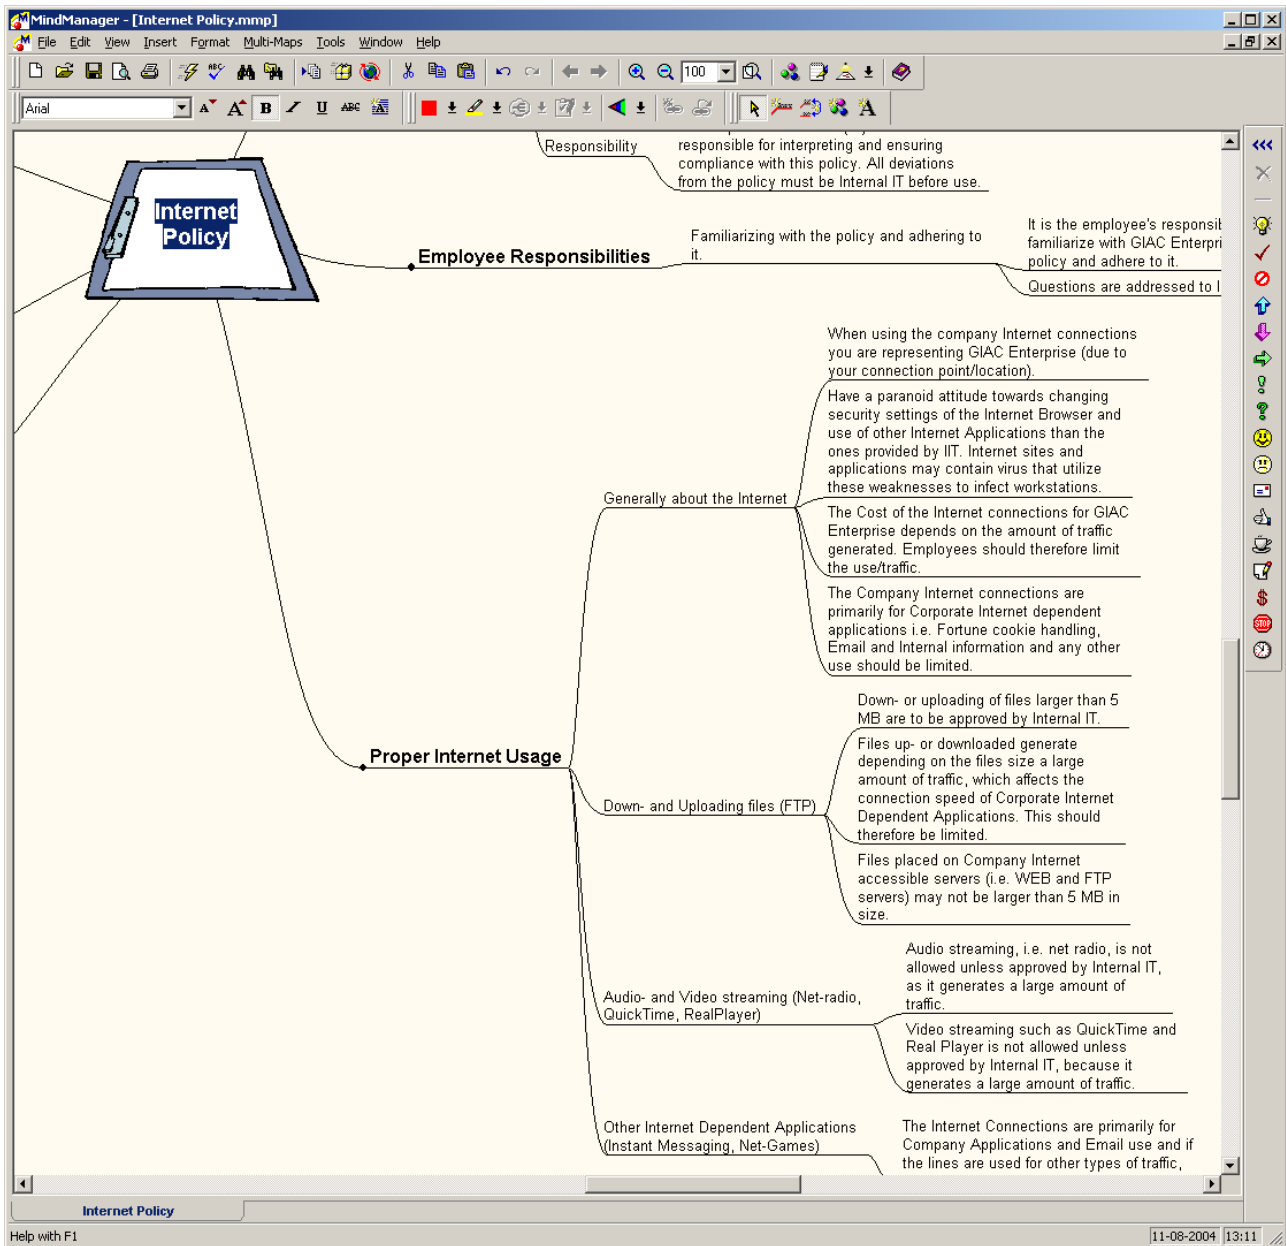 MindManager - [Internet Policy.mmp]
File Edit View Insert Format Multi-Maps Tools Window Help
100
Arial
B I U ABC
Responsibility
responsible for interpreting and ensuring
compliance with this policy. All deviations
from the policy must be Internal IT before use.
Internet
Policy
Employee Responsibilities
Familiarizing with the policy and adhering to
it.
It is the employee's responsib
familiarize with GIAC Enterpri
policy and adhere to it.
Questions are addressed to I
When using the company Internet connections
you are representing GIAC Enterprise (due to
your connection point/location).
Have a paranoid attitude towards changing
security settings of the Internet Browser and
use of other Internet Applications than the
ones provided by IIT. Internet sites and
applications may contain virus that utilize
these weaknesses to infect workstations.
Generally about the Internet
The Cost of the Internet connections for GIAC
Enterprise depends on the amount of traffic
generated. Employees should therefore limit
the use/traffic.
The Company Internet connections are
primarily for Corporate Internet dependent
applications i.e. Fortune cookie handling,
Email and Internal information and any other
use should be limited.
Proper Internet Usage
Down- or uploading of files larger than 5
MB are to be approved by Internal IT.
Files up- or downloaded generate
depending on the files size a large
amount of traffic, which affects the
connection speed of Corporate Internet
Dependent Applications. This should
therefore be limited.
Down- and Uploading files (FTP)
Files placed on Company Internet
accessible servers (i.e. WEB and FTP
servers) may not be larger than 5 MB in
size.
Audio- and Video streaming (Net-radio,
QuickTime, RealPlayer)
Audio streaming, i.e. net radio, is not
allowed unless approved by Internal IT,
as it generates a large amount of
traffic.
Video streaming such as QuickTime and
Real Player is not allowed unless
approved by Internal IT, because it
generates a large amount of traffic.
Other Internet Dependent Applications
(Instant Messaging, Net-Games)
The Internet Connections are primarily for
Company Applications and Email use and if
the lines are used for other types of traffic,
STOP
Internet Policy
Help with F1
11-08-2004 13:11